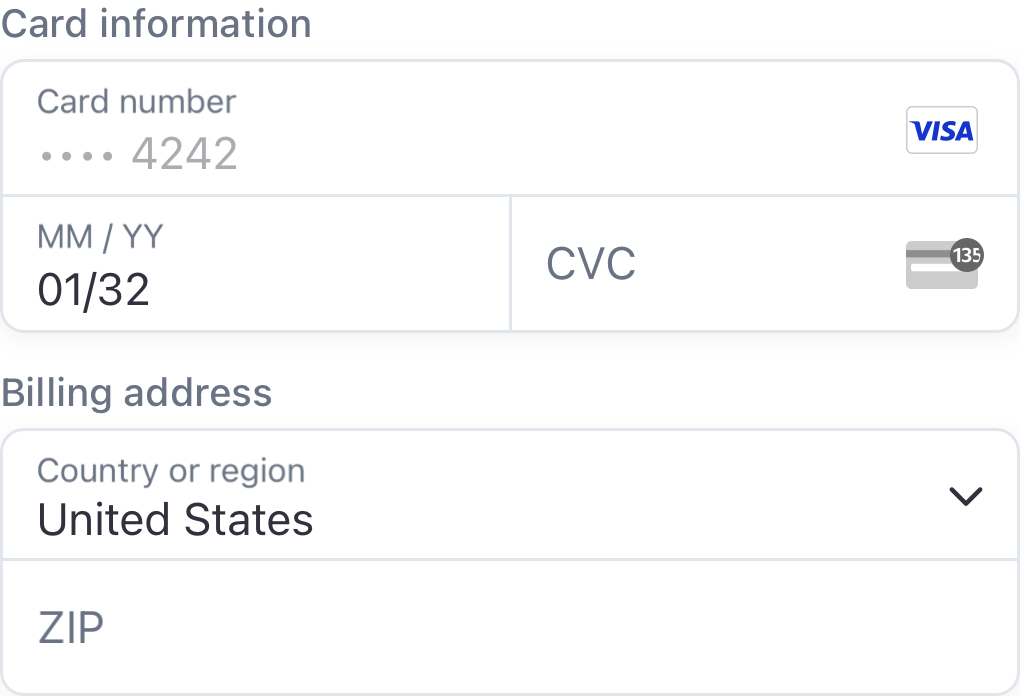 Card information
Card number
•••• 4242
VISA
MM / YY
01/32
CVC
135
Billing address
Country or region
United States
ZIP